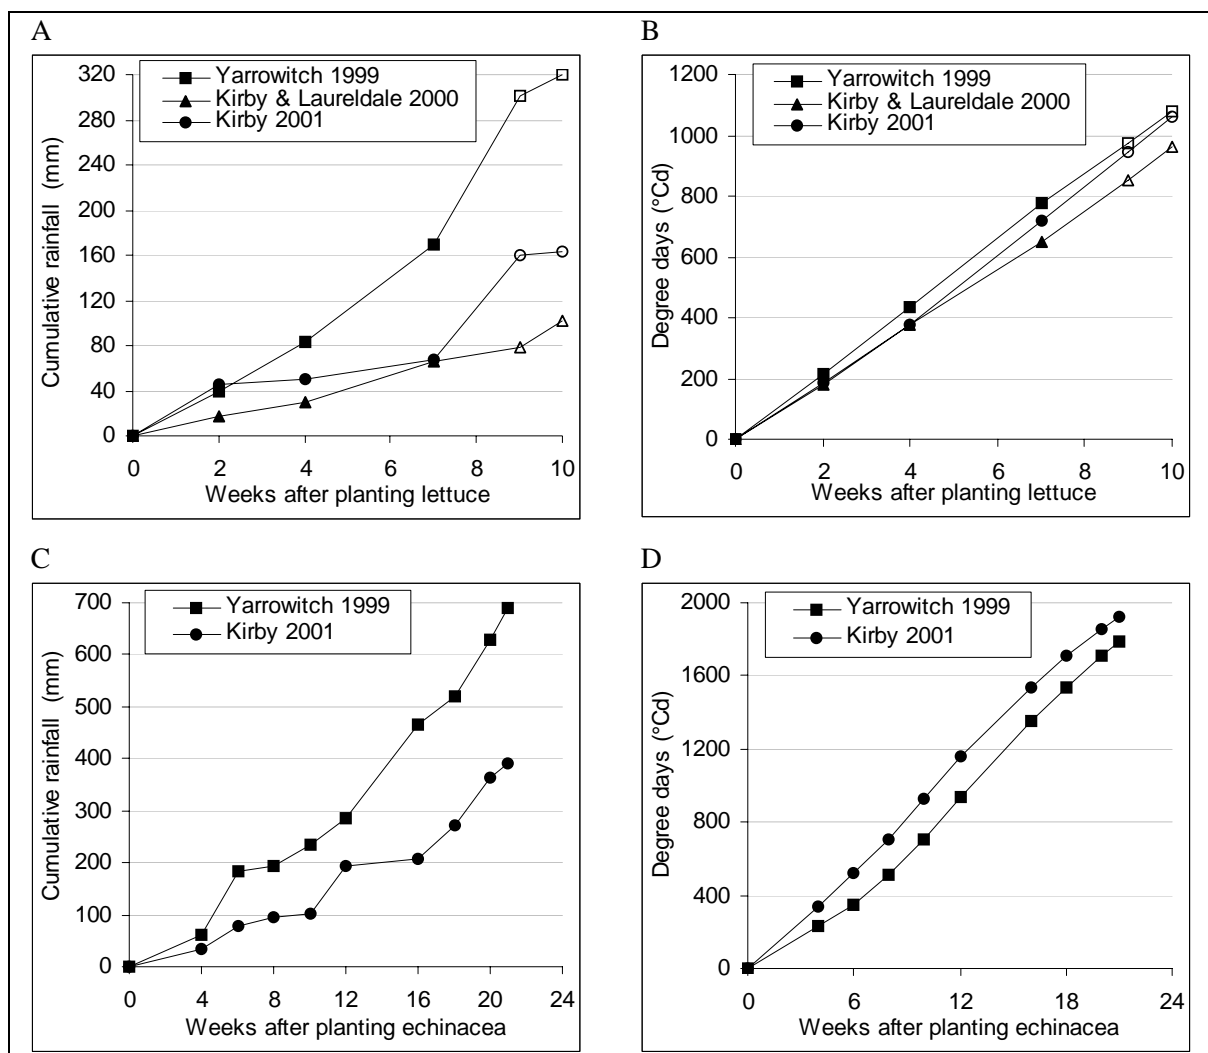 A
Yarrowitch 1999
Kirby & Laureldale 2000
Kirby 2001
320
280
240
200
160
120
80
40
0
Cumulative rainfall (mm)
0 2 4 6 8 10
Weeks after planting lettuce
B
Yarrowitch 1999
Kirby & Laureldale 2000
Kirby 2001
1200
1000
800
600
400
200
0
Degree days (°Cd)
0 2 4 6 8 10
Weeks after planting lettuce
C
Yarrowitch 1999
Kirby 2001
700
600
500
400
300
200
100
0
Cumulative rainfall (mm)
0 4 8 12 16 20 24
Weeks after planting echinacea
D
Yarrowitch 1999
Kirby 2001
2000
1600
1200
800
400
0
Degree days (°Cd)
0 6 12 18 24
Weeks after planting echinacea